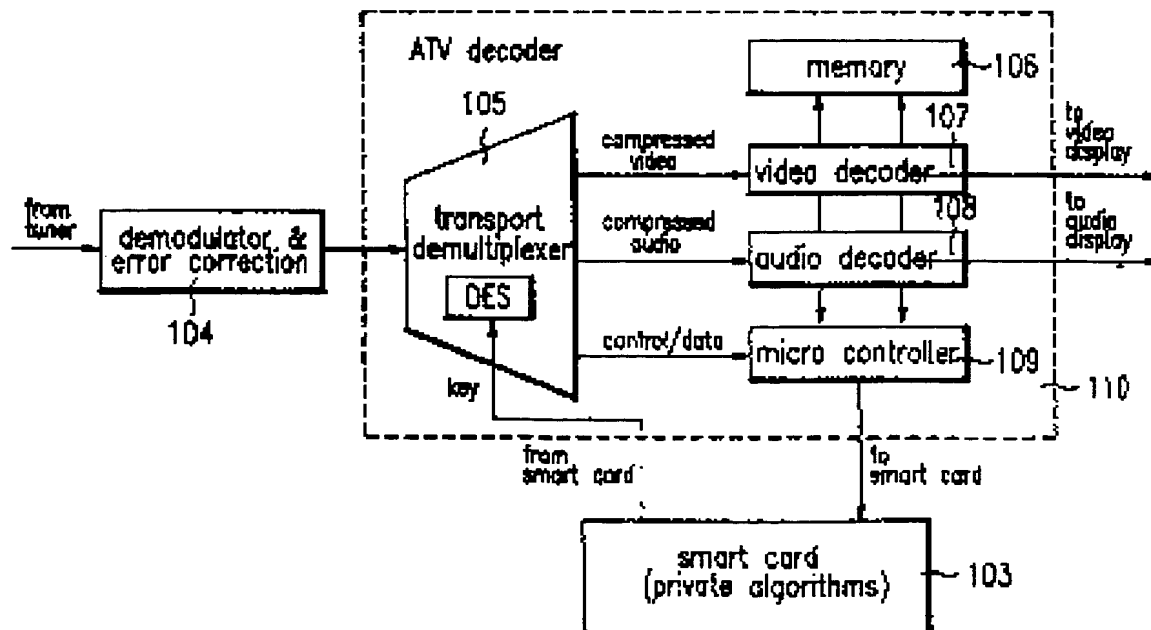 ATV decoder
memory
106
105
107
to
video
display
compressed
video
video decoder
108
from
tuner
demodulator &
error correction
104
transport
demultiplexer
DES
compressed
audio
audio decoder
to
audio
display
control/data
micro controller
109
key
110
from
smart card
to
smart card
smart card
(private algorithms)
103